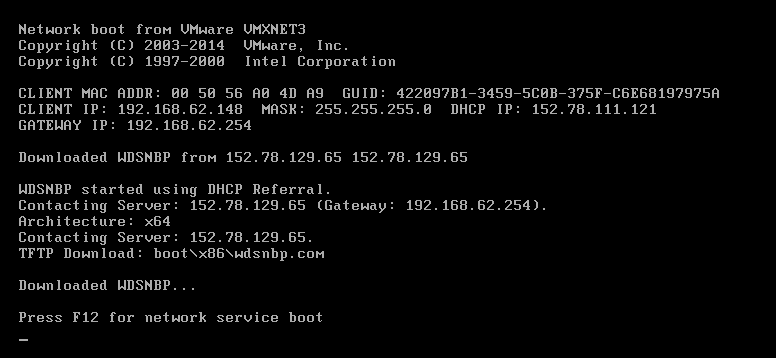 Network boot from VMware VMXNET3
Copyright (C) 2003-2014  VMware, Inc.
Copyright (C) 1997-2000  Intel Corporation
CLIENT MAC ADDR: 00 50 56 A0 4D A9  GUID: 422097B1-3459-5C0B-375F-C6E68197975A
CLIENT IP: 192.168.62.148  MASK: 255.255.255.0  DHCP IP: 152.78.111.121
GATEWAY IP: 192.168.62.254
Downloaded WDSNBP from 152.78.129.65 152.78.129.65
WDSNBP started using DHCP Referral.
Contacting Server: 152.78.129.65 (Gateway: 192.168.62.254).
Architecture: x64
Contacting Server: 152.78.129.65.
TFTP Download: boot\x86\wdsnbp.com
Downloaded WDSNBP...
Press F12 for network service boot
_